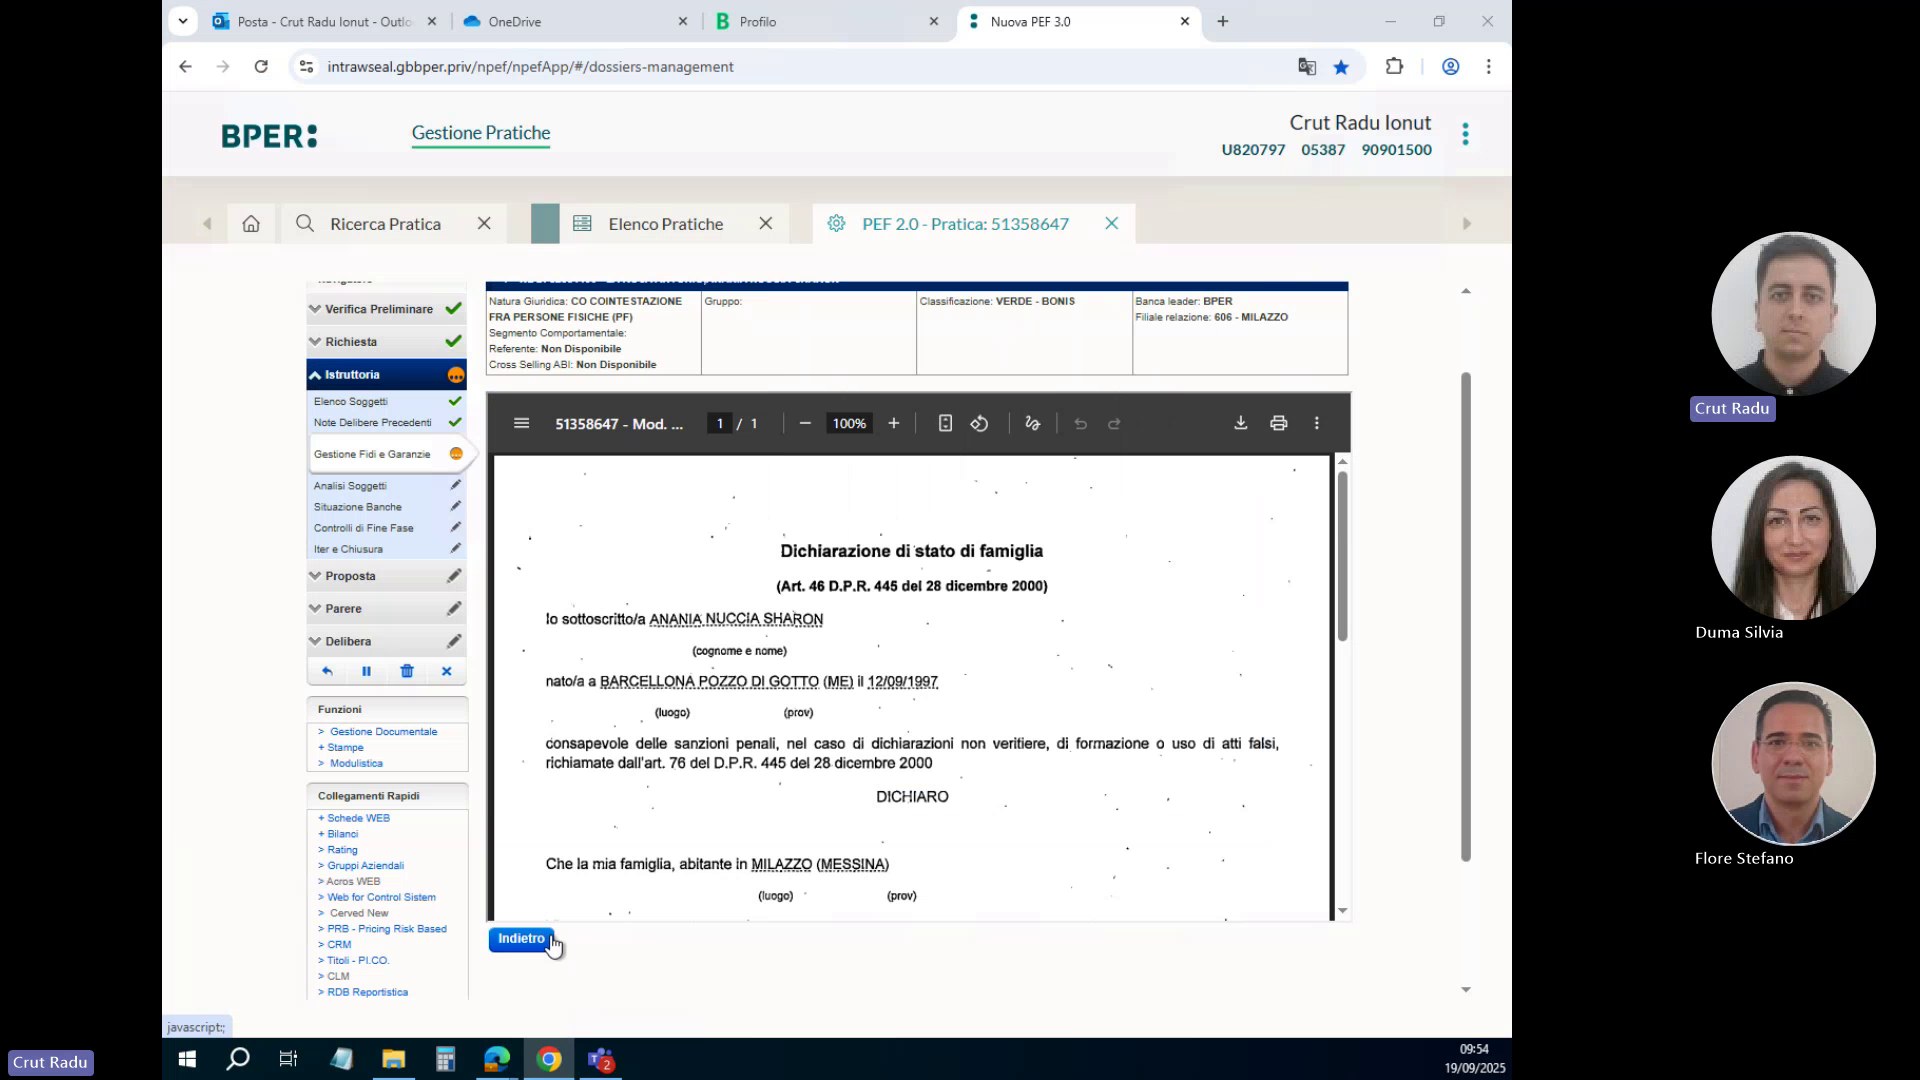 Posta - Crut Radu Ionut - Outlo
OneDrive
Profilo
Nuova PEF 3.0
intrawseal.gbbper.priv/npef/npefApp/#/dossiers-management
BPER:
Gestione Pratiche
Crut Radu Ionut
U820797 05387 90901500
Ricerca Pratica
Elenco Pratiche
PEF 2.0 - Pratica: 51358647
Verifica Preliminare
Richiesta
Istruttoria
Elenco Soggetti
Note Delibere Precedenti
Gestione Fidi e Garanzie
Analisi Soggetti
Situazione Banche
Controlli di Fine Fase
Iter e Chiusura
Proposta
Parere
Delibera
Funzioni
> Gestione Documentale
+ Stampe
> Modulistica
Collegamenti Rapidi
+ Schede WEB
+ Bilanci
> Rating
> Gruppi Aziendali
> Acros WEB
> Web for Control Sistem
> Cerved New
> PRB - Pricing Risk Based
> CRM
> Titoli - PI.CO.
> CLM
> RDB Reportistica
Natura Giuridica: CO COINTESTAZIONE
FRA PERSONE FISICHE (PF)
Segmento Comportamentale:
Referente: Non Disponibile
Cross Selling ABI: Non Disponibile
Gruppo:
Classificazione: VERDE - BONIS
Banca leader: BPER
Filiale relazione: 606 - MILAZZO
51358647 - Mod. ...
1 / 1
100%
Dichiarazione di stato di famiglia
(Art. 46 D.P.R. 445 del 28 dicembre 2000)
Io sottoscritto/a ANANIA NUCCIA SHARON
(cognome e nome)
nato/a a BARCELLONA POZZO DI GOTTO (ME) il 12/09/1997
(luogo) (prov)
consapevole delle sanzioni penali, nel caso di dichiarazioni non veritiere, di formazione o uso di atti falsi,
richiamate dall'art. 76 del D.P.R. 445 del 28 dicembre 2000
DICHIARO
Che la mia famiglia, abitante in MILAZZO (MESSINA)
(luogo) (prov)
Indietro
javascript:;
2
09:54
19/09/2025
Crut Radu
Duma Silvia
Flore Stefano
Crut Radu